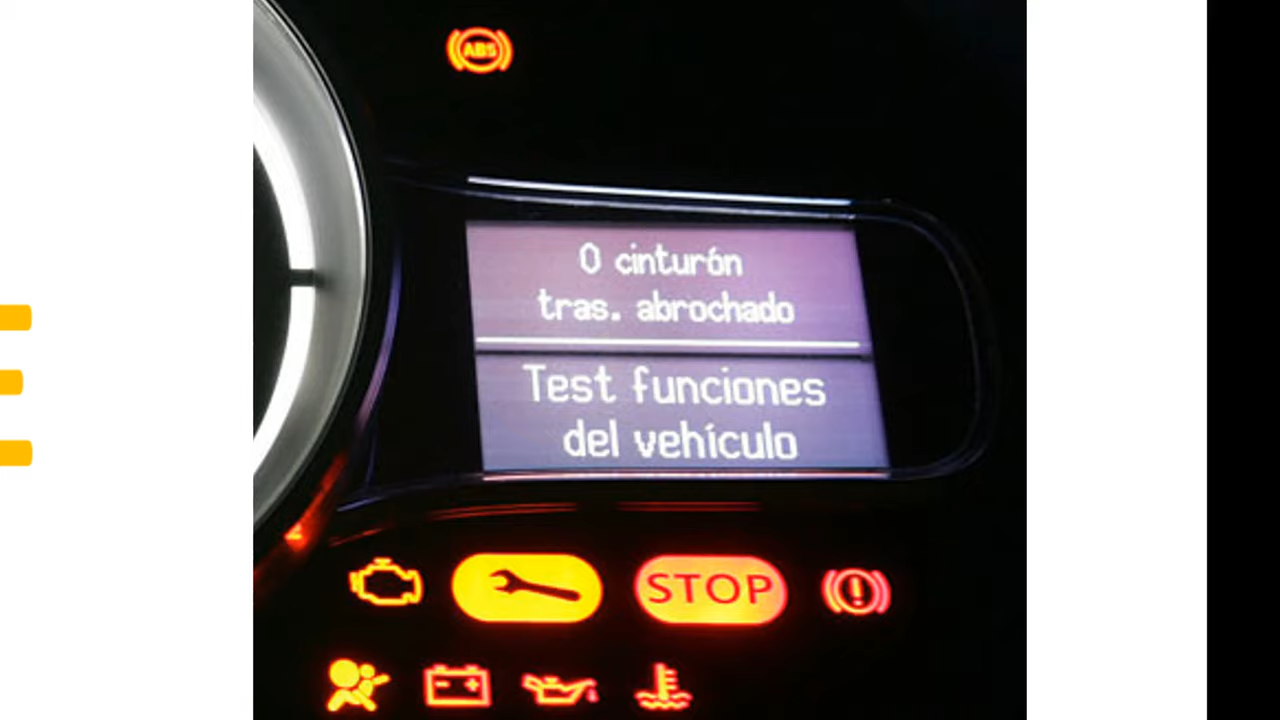 ABS
0 cinturón
tras. abrochado
Test funciones
del vehículo
STOP